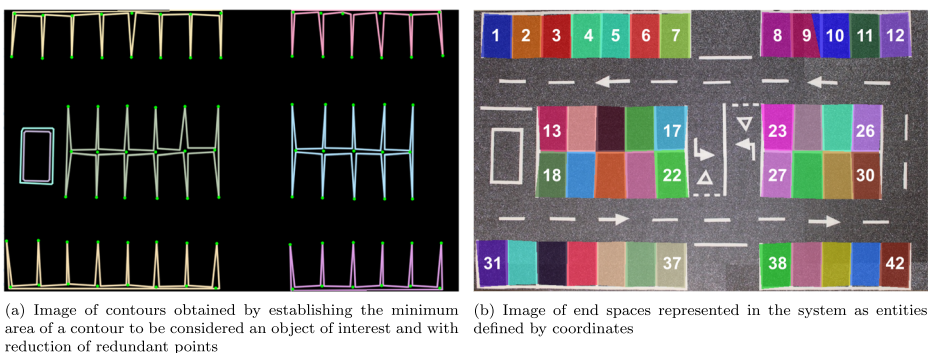 1 2 3 4 5 6 7 8 9 10 11 12
13 17 23 26
18 22 27 30
31 37 38 42
(a) Image of contours obtained by establishing the minimum
area of a contour to be considered an object of interest and with
reduction of redundant points
(b) Image of end spaces represented in the system as entities
defined by coordinates